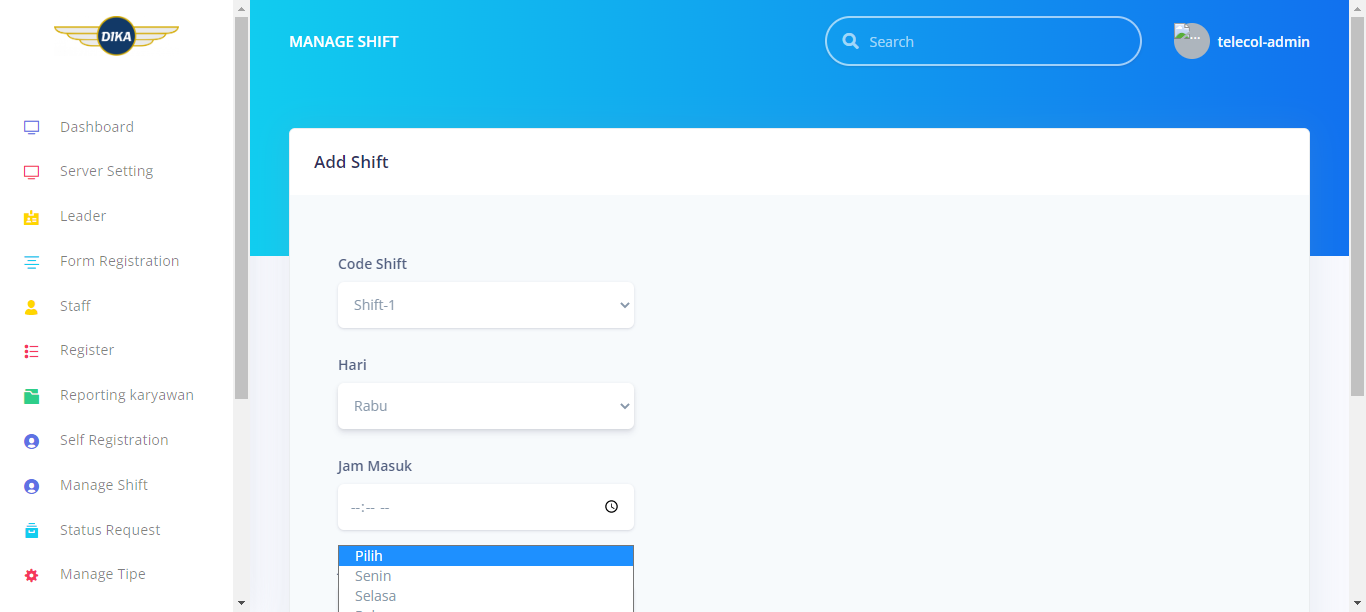 DIKA
MANAGE SHIFT
Search
...
telecol-admin
Dashboard
Server Setting
Leader
Form Registration
Staff
Register
Reporting karyawan
Self Registration
Manage Shift
Status Request
Manage Tipe
Add Shift
Code Shift
Shift-1
Hari
Rabu
Jam Masuk
--:-- --
Pilih
Senin
Selasa